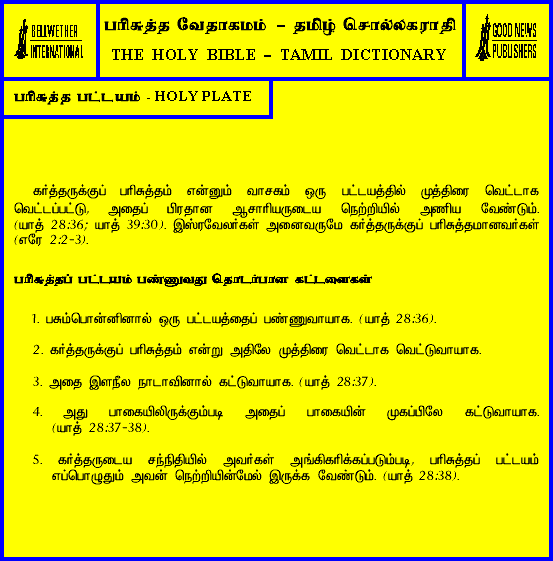 BELLWETHER
INTERNATIONAL
பரிசுத்த வேதாகமம் – தமிழ் சொல்லகராதி
THE HOLY BIBLE – TAMIL DICTIONARY
GOOD NEWS
PUBLISHERS
பரிசுத்த பட்டயம் - HOLY PLATE
கர்த்தருக்குப் பரிசுத்தம் என்னும் வாசகம் ஒரு பட்டயத்தில் முத்திரை வெட்டாக
வெட்டப்பட்டு, அதைப் பிரதான ஆசாரியருடைய நெற்றியில் அணிய வேண்டும்.
(யாத் 28:36; யாத் 39:30). இஸ்ரவேலர்கள் அனைவருமே கர்த்தருக்குப் பரிசுத்தமானவர்கள்
(எரே 2:2-3).
பரிசுத்தப் பட்டயம் பண்ணுவது தொடர்பான கட்டளைகள்
1. பசும்பொன்னினால் ஒரு பட்டயத்தைப் பண்ணுவாயாக. (யாத் 28:36).
2. கர்த்தருக்குப் பரிசுத்தம் என்று அதிலே முத்திரை வெட்டாக வெட்டுவாயாக.
3. அதை இளநீல நாடாவினால் கட்டுவாயாக. (யாத் 28:37).
4. அது பாகையிலிருக்கும்படி அதைப் பாகையின் முகப்பிலே கட்டுவாயாக.
(யாத் 28:37-38).
5. கர்த்தருடைய சந்நிதியில் அவர்கள் அங்கிகரிக்கப்படும்படி, பரிசுத்தப் பட்டயம்
எப்பொழுதும் அவன் நெற்றியின்மேல் இருக்க வேண்டும். (யாத் 28:38).